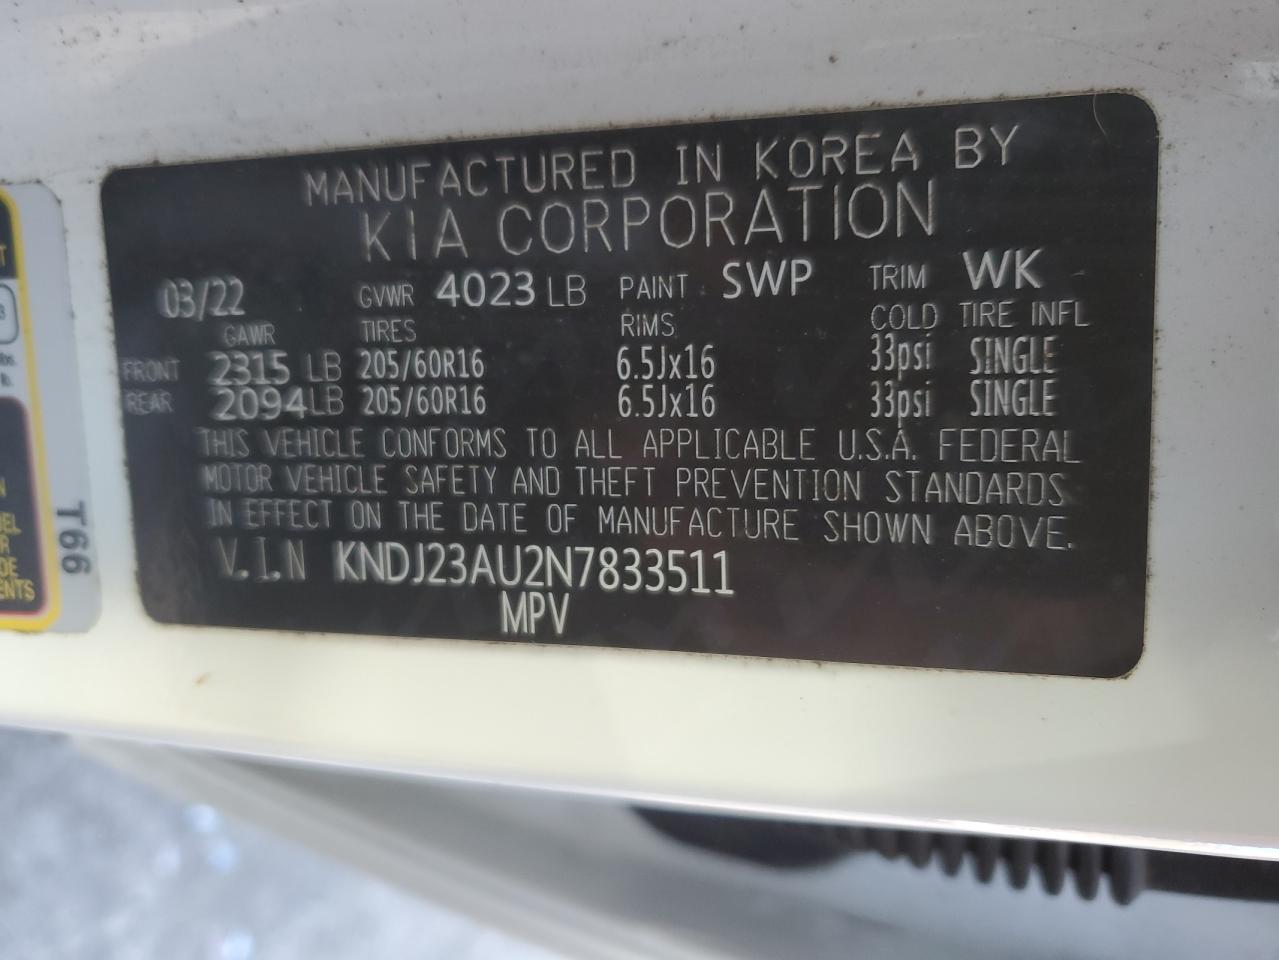 MANUFACTURED IN KOREA BY
KIA CORPORATION
03/22 GVWR 4023 LB PAINT SWP TRIM WK
GAWR TIRES RIMS COLD TIRE INFL
FRONT 2315 LB 205/60R16 6.5Jx16 33psi SINGLE
REAR 2094 LB 205/60R16 6.5Jx16 33psi SINGLE
THIS VEHICLE CONFORMS TO ALL APPLICABLE U.S.A. FEDERAL
MOTOR VEHICLE SAFETY AND THEFT PREVENTION STANDARDS
IN EFFECT ON THE DATE OF MANUFACTURE SHOWN ABOVE.
V.I.N KNDJ23AU2N7833511
MPV
T66